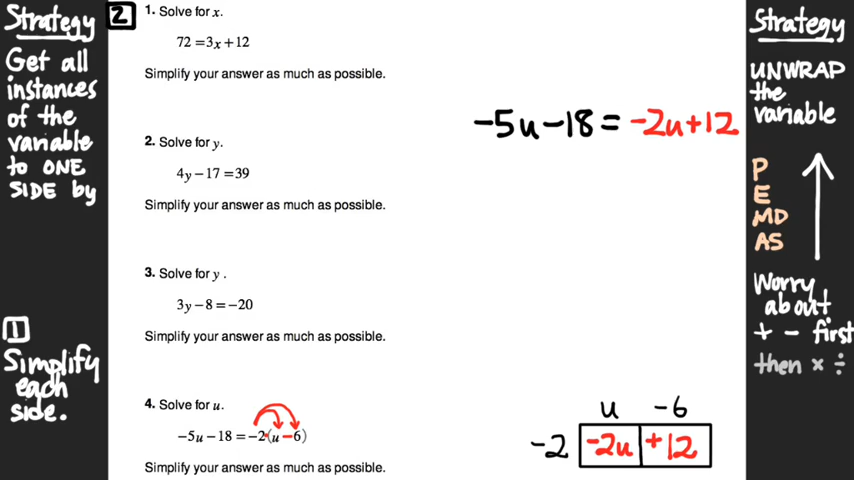 Strategy
Get all
instances
of the
variable
to ONE
SIDE by
1
Simplify
each
side.
2
1. Solve for x.
72 =3x+12
Simplify your answer as much as possible.
2. Solve for y.
4y−17 =39
Simplify your answer as much as possible.
3. Solve for y .
3y−8 =−20
Simplify your answer as much as possible.
4. Solve for u.
−5u−18 =−2(u−6)
Simplify your answer as much as possible.
-5u-18=-2u+12
u -6
-2 -2u +12
Strategy
UNWRAP
the
variable
P
E
MD
AS
Worry
about
+ - first
then × ÷